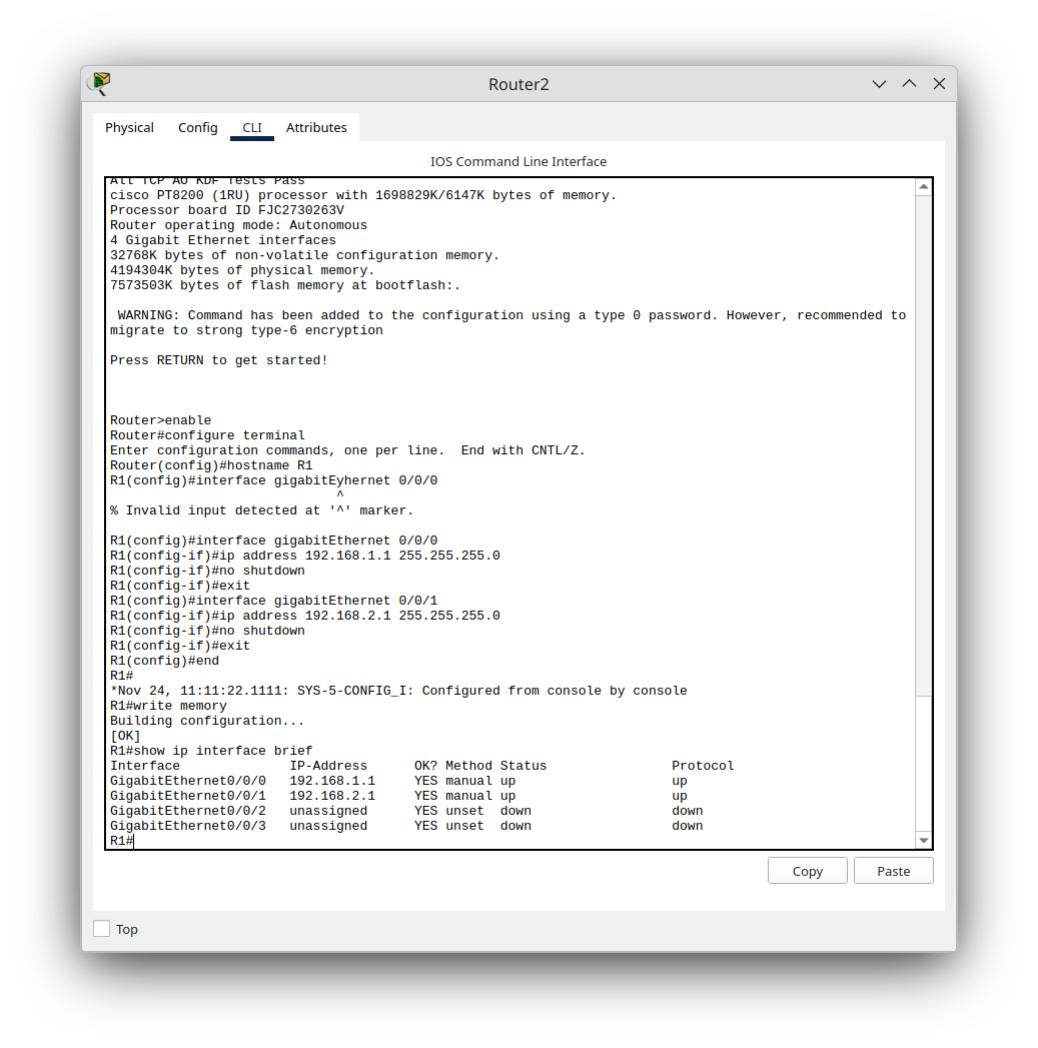 Router2
Physical Config CLI Attributes
IOS Command Line Interface
All TCP AO KDF Tests Pass
cisco PT8200 (1RU) processor with 1698829K/6147K bytes of memory.
Processor board ID FJC2730263V
Router operating mode: Autonomous
4 Gigabit Ethernet interfaces
32768K bytes of non-volatile configuration memory.
4194304K bytes of physical memory.
7573503K bytes of flash memory at bootflash:.
WARNING: Command has been added to the configuration using a type 0 password. However, recommended to
migrate to strong type-6 encryption
Press RETURN to get started!
Router>enable
Router#configure terminal
Enter configuration commands, one per line.  End with CNTL/Z.
Router(config)#hostname R1
R1(config)#interface gigabitEyhernet 0/0/0
^
% Invalid input detected at '^' marker.
R1(config)#interface gigabitEthernet 0/0/0
R1(config-if)#ip address 192.168.1.1 255.255.255.0
R1(config-if)#no shutdown
R1(config-if)#exit
R1(config)#interface gigabitEthernet 0/0/1
R1(config-if)#ip address 192.168.2.1 255.255.255.0
R1(config-if)#no shutdown
R1(config-if)#exit
R1(config)#end
R1#
*Nov 24, 11:11:22.1111: SYS-5-CONFIG_I: Configured from console by console
R1#write memory
Building configuration...
[OK]
R1#show ip interface brief
Interface              IP-Address      OK? Method Status                Protocol
GigabitEthernet0/0/0   192.168.1.1     YES manual up                    up
GigabitEthernet0/0/1   192.168.2.1     YES manual up                    up
GigabitEthernet0/0/2   unassigned      YES unset  down                  down
GigabitEthernet0/0/3   unassigned      YES unset  down                  down
R1#
Copy Paste
Top